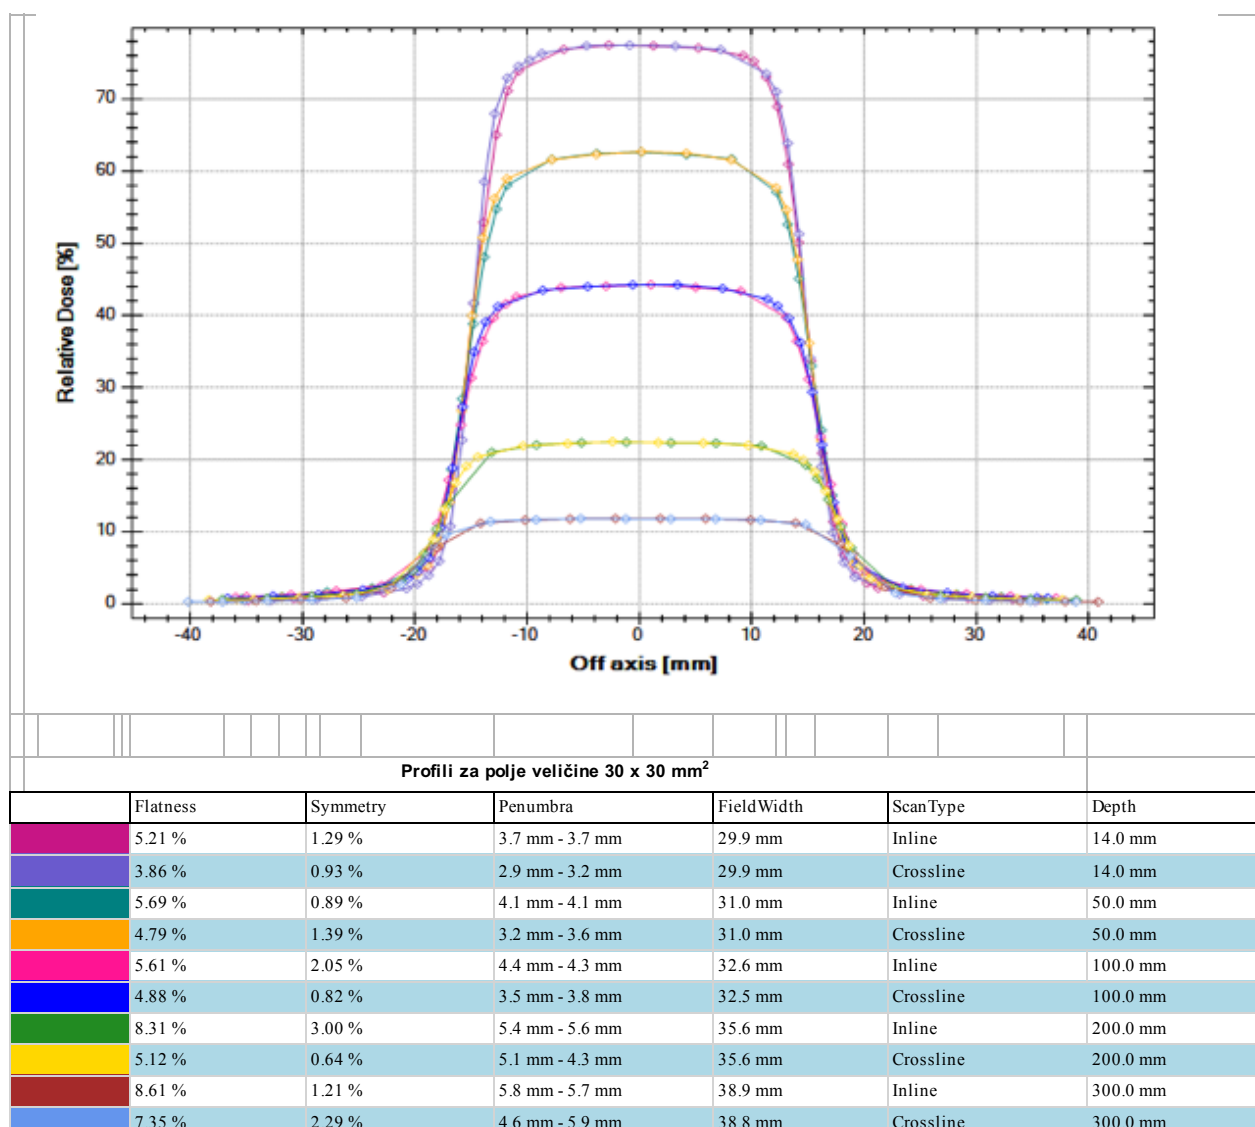 70
60
50
40
30
20
10
0
Relative Dose [%]
-40 -30 -20 -10 0 10 20 30 40
Off axis [mm]
Profili za polje veličine 30 x 30 mm²
Flatness Symmetry Penumbra FieldWidth ScanType Depth
5.21 % 1.29 % 3.7 mm - 3.7 mm 29.9 mm Inline 14.0 mm
3.86 % 0.93 % 2.9 mm - 3.2 mm 29.9 mm Crossline 14.0 mm
5.69 % 0.89 % 4.1 mm - 4.1 mm 31.0 mm Inline 50.0 mm
4.79 % 1.39 % 3.2 mm - 3.6 mm 31.0 mm Crossline 50.0 mm
5.61 % 2.05 % 4.4 mm - 4.3 mm 32.6 mm Inline 100.0 mm
4.88 % 0.82 % 3.5 mm - 3.8 mm 32.5 mm Crossline 100.0 mm
8.31 % 3.00 % 5.4 mm - 5.6 mm 35.6 mm Inline 200.0 mm
5.12 % 0.64 % 5.1 mm - 4.3 mm 35.6 mm Crossline 200.0 mm
8.61 % 1.21 % 5.8 mm - 5.7 mm 38.9 mm Inline 300.0 mm
7.35 % 2.29 % 4.6 mm - 5.9 mm 38.8 mm Crossline 300.0 mm